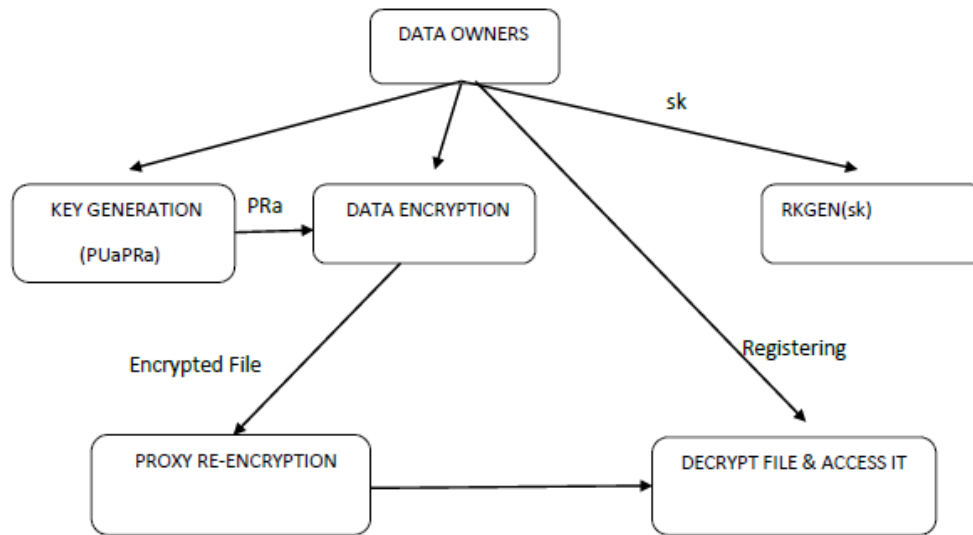 DATA OWNERS
sk
KEY GENERATION
(PUaPRa)
PRa
DATA ENCRYPTION
RKGEN(sk)
Encrypted File
Registering
PROXY RE-ENCRYPTION
DECRYPT FILE & ACCESS IT